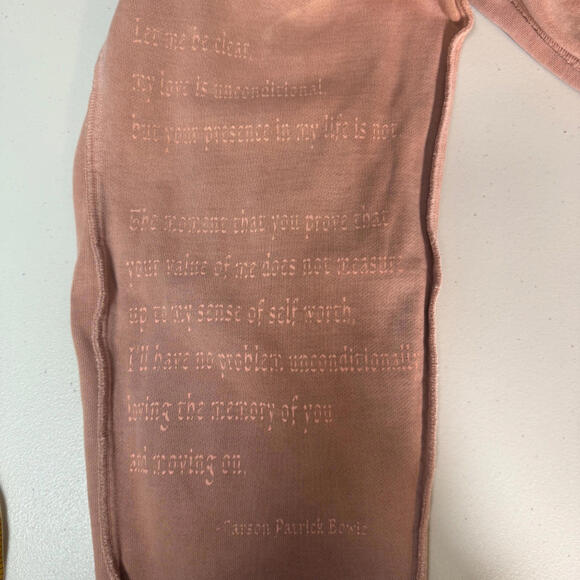 Let me be clear,
my love is unconditional,
but your presence in my life is not.
The moment that you prove that
your value of me does not measure
up to my sense of self worth,
I'll have no problem unconditionally
loving the memory of you
and moving on.
-Carson Patrick Bowie